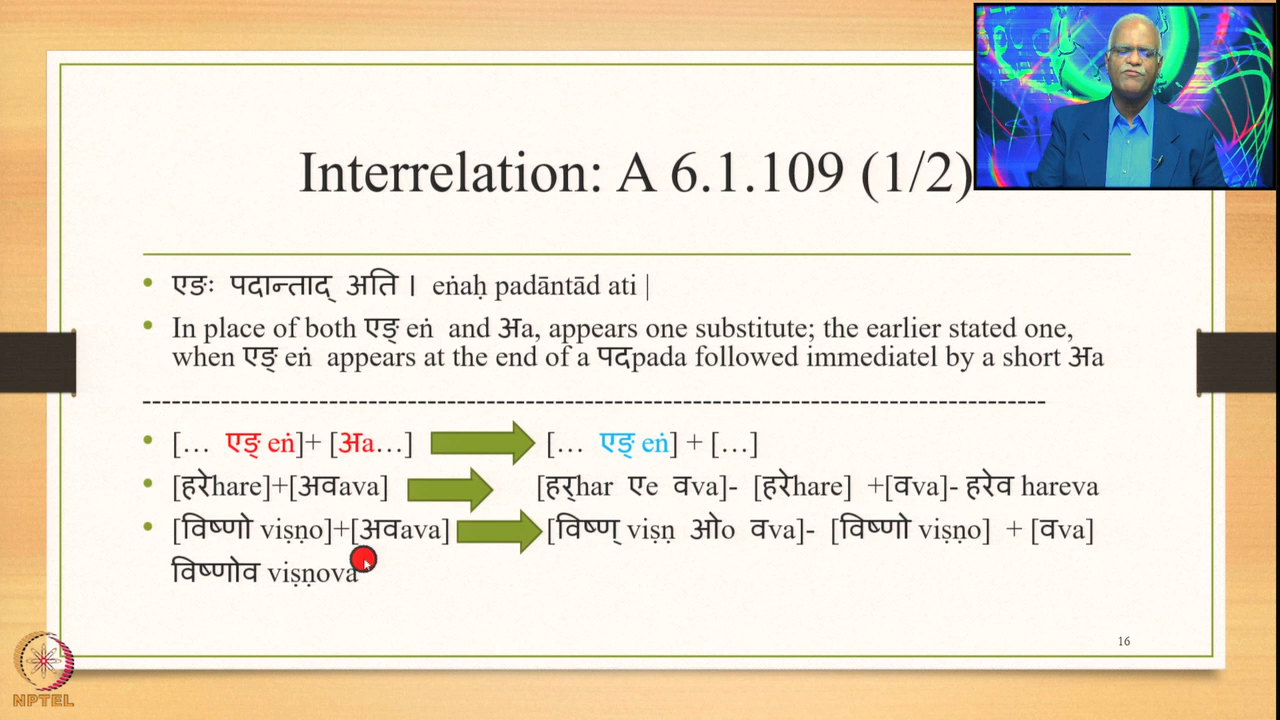 Interrelation: A 6.1.109 (1/2)
• एङः पदान्ताद् अति । eṅaḥ padāntād ati |
• In place of both एङ् eṅ and अa, appears one substitute; the earlier stated one,
when एङ् eṅ appears at the end of a पदpada followed immediatel by a short अa
--------------------------------------------------------------------------------------------
• [… एङ् eṅ]+ [अa…] […  एङ् eṅ] + […]
• [हरेhare]+[अवava] [हर्har एe वva]- [हरेhare] +[वva]- हरेव hareva
• [विष्णो viṣṇo]+[अवava] [विष्ण् viṣṇ ओo वva]- [विष्णो viṣṇo] + [वva]
विष्णोव viṣṇova
16
NPTEL